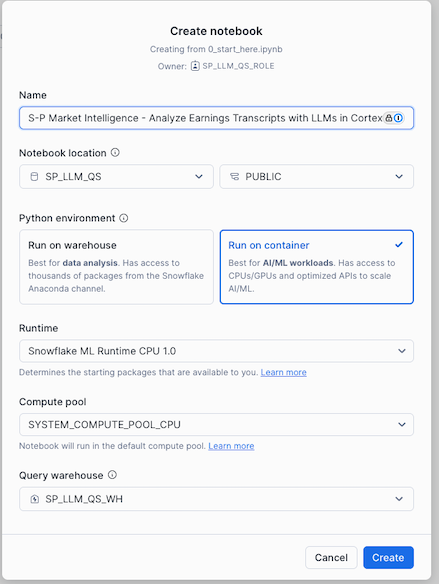 Create notebook
Creating from 0_start_here.ipynb
Owner: SP_LLM_QS_ROLE
Name
S-P Market Intelligence - Analyze Earnings Transcripts with LLMs in Cortex
Notebook location
SP_LLM_QS
PUBLIC
Python environment
Run on warehouse
Best for data analysis. Has access to
thousands of packages from the Snowflake
Anaconda channel.
Run on container
Best for AI/ML workloads. Has access to
CPUs/GPUs and optimized APIs to scale
AI/ML.
Runtime
Snowflake ML Runtime CPU 1.0
Determines the starting packages that are available to you. Learn more
Compute pool
SYSTEM_COMPUTE_POOL_CPU
Notebook will run in the default compute pool. Learn more
Query warehouse
SP_LLM_QS_WH
Cancel
Create